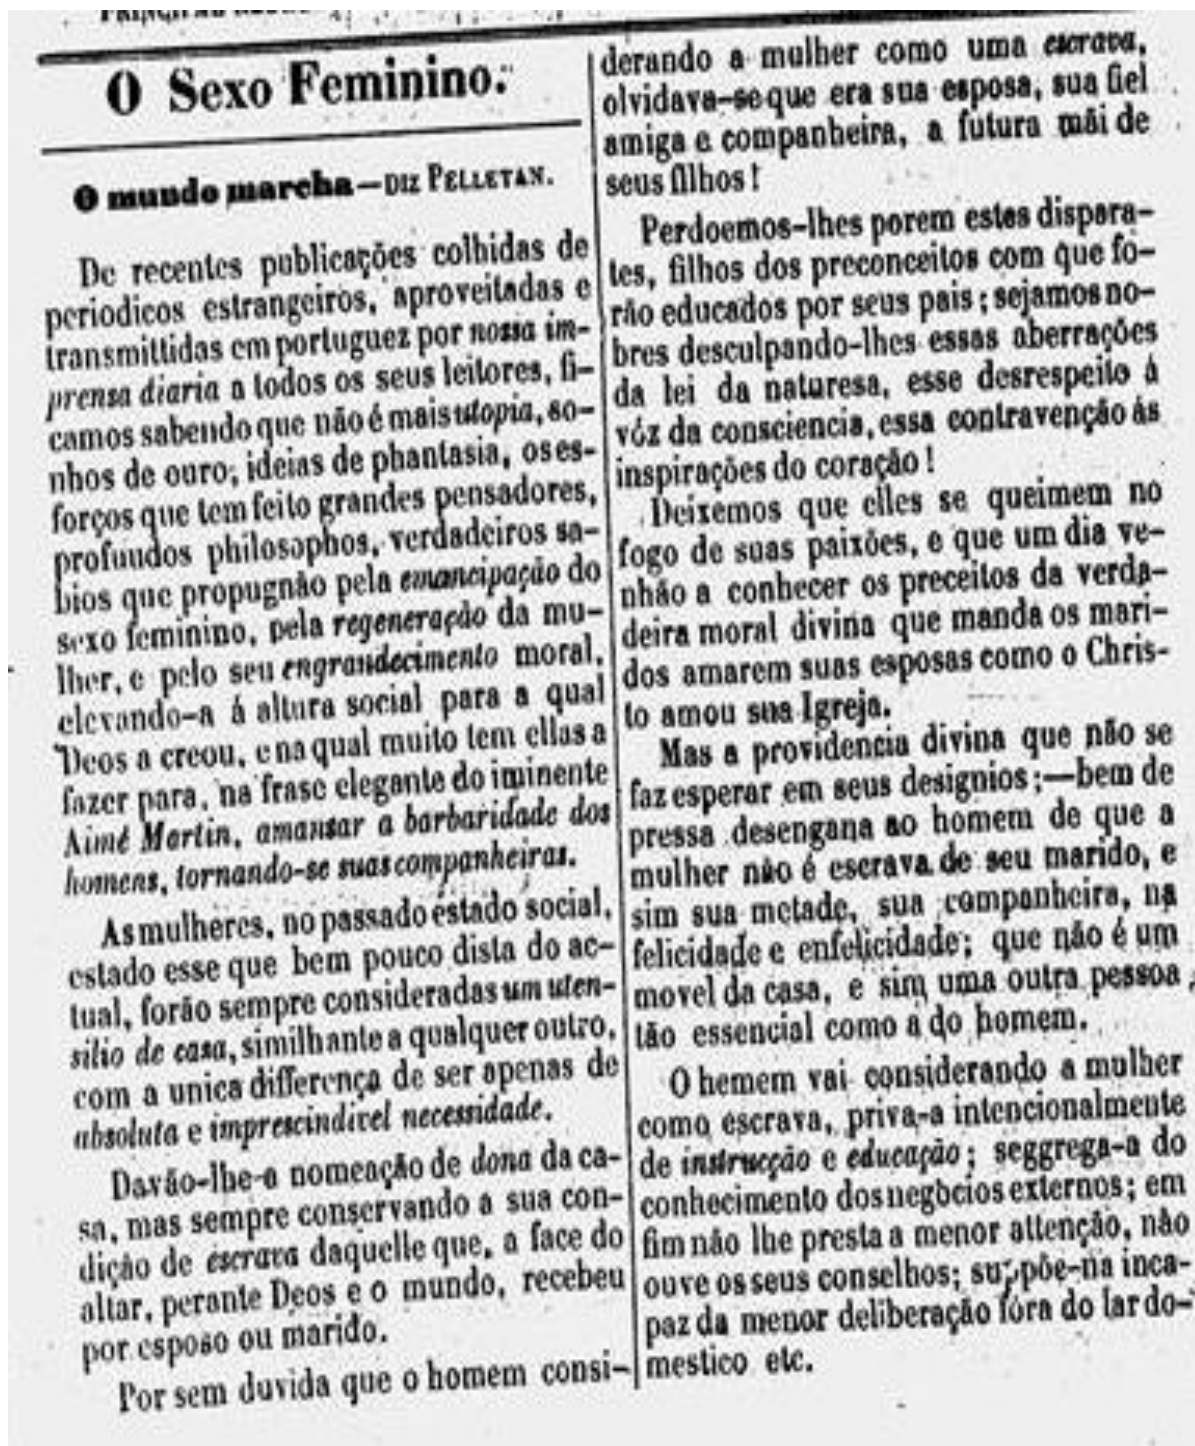 O Sexo Feminino.
O mundo marcha—DIZ PELLETAN.
De recentes publicações colhidas de
periodicos estrangeiros, aproveitadas e
transmittidas em portuguez por nossa im-
prensa diaria a todos os seus leitores, fi-
camos sabendo que não é mais utopia, so-
nhos de ouro, ideias de phantasia, os es-
forços que tem feito grandes pensadores,
profundos philosophos, verdadeiros sa-
bios que propugnão pela emancipação do
sexo feminino, pela regeneração da mu-
lher, e pelo seu engrandecimento moral,
elevando-a á altura social para a qual
Deos a creou, e na qual muito tem ellas a
fazer para, na frase elegante do iminente
Aimé Martin, amansar a barbaridade dos
homens, tornando-se suas companheiras.
As mulheres, no passado estado social,
estado esse que bem pouco dista do ac-
tual, forão sempre consideradas um uten-
silio de casa, similhante a qualquer outro,
com a unica differença de ser apenas de
absoluta e imprescindivel necessidade.
Davão-lhe a nomeação de dona da ca-
sa, mas sempre conservando a sua con-
dição de escrava daquelle que, a face do
altar, perante Deos e o mundo, recebeu
por esposo ou marido.
Por sem duvida que o homem consi-
derando a mulher como uma escrava,
olvidava-se que era sua esposa, sua fiel
amiga e companheira, a futura mãi de
seus filhos!
Perdoemos-lhes porem estes dispara-
tes, filhos dos preconceitos com que fo-
rão educados por seus pais; sejamos no-
bres desculpando-lhes essas aberrações
da lei da naturesa, esse desrespeito á
vóz da consciencia, essa contravenção ás
inspirações do coração!
Deixemos que elles se queimem no
fogo de suas paixões, e que um dia ve-
nhão a conhecer os preceitos da verda-
deira moral divina que manda os mari-
dos amarem suas esposas como o Chris-
to amou sua Igreja.
Mas a providencia divina que não se
faz esperar em seus designios;—bem de
pressa desengana ao homem de que a
mulher não é escrava de seu marido, e
sim sua metade, sua companheira, na
felicidade e enfelicidade; que não é um
movel da casa, e sim uma outra pessoa
tão essencial como a do homem.
O hemem vai considerando a mulher
como escrava, priva-a intencionalmente
de instrucção e educação; seggrega-a do
conhecimento dos negocios externos; em
fim não lhe presta a menor attenção, não
ouve os seus conselhos; suppõe-na inca-
paz da menor deliberação fóra do lar do-
mestico etc.